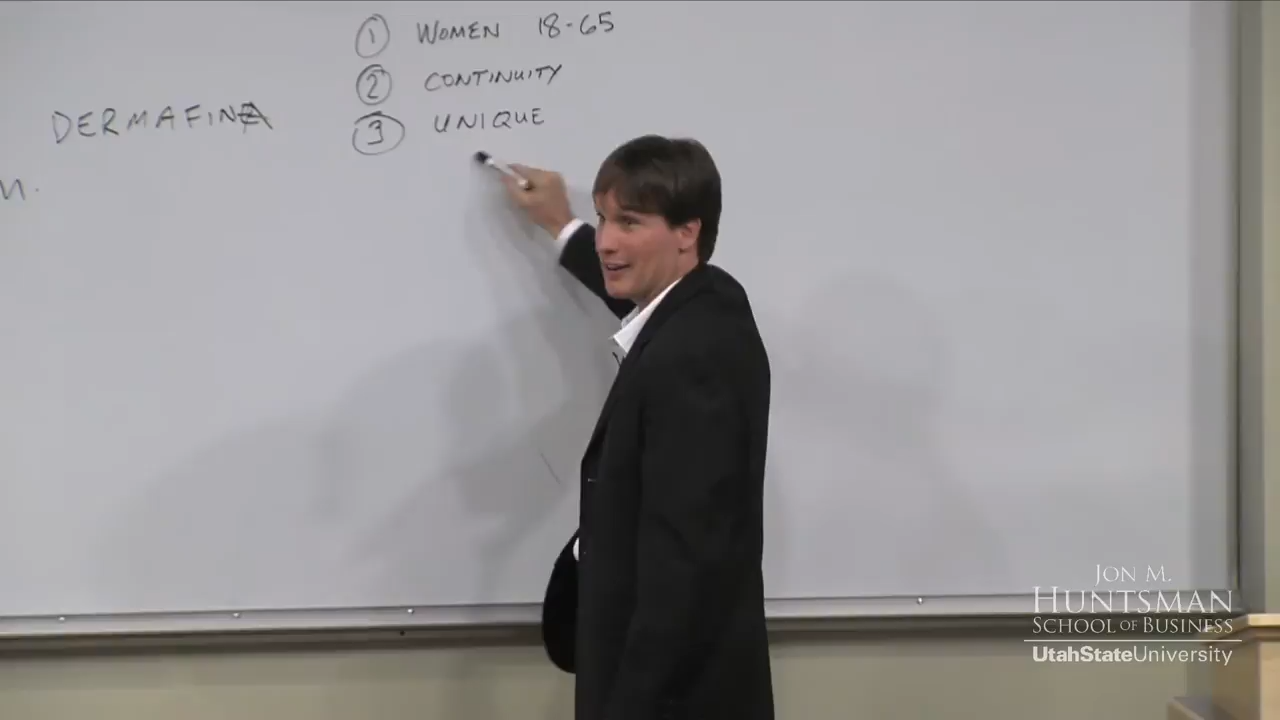 ① WOMEN 18-65
② CONTINUITY
DERMAFINA
③ UNIQUE
JON M.
HUNTSMAN
SCHOOL OF BUSINESS
UtahStateUniversity